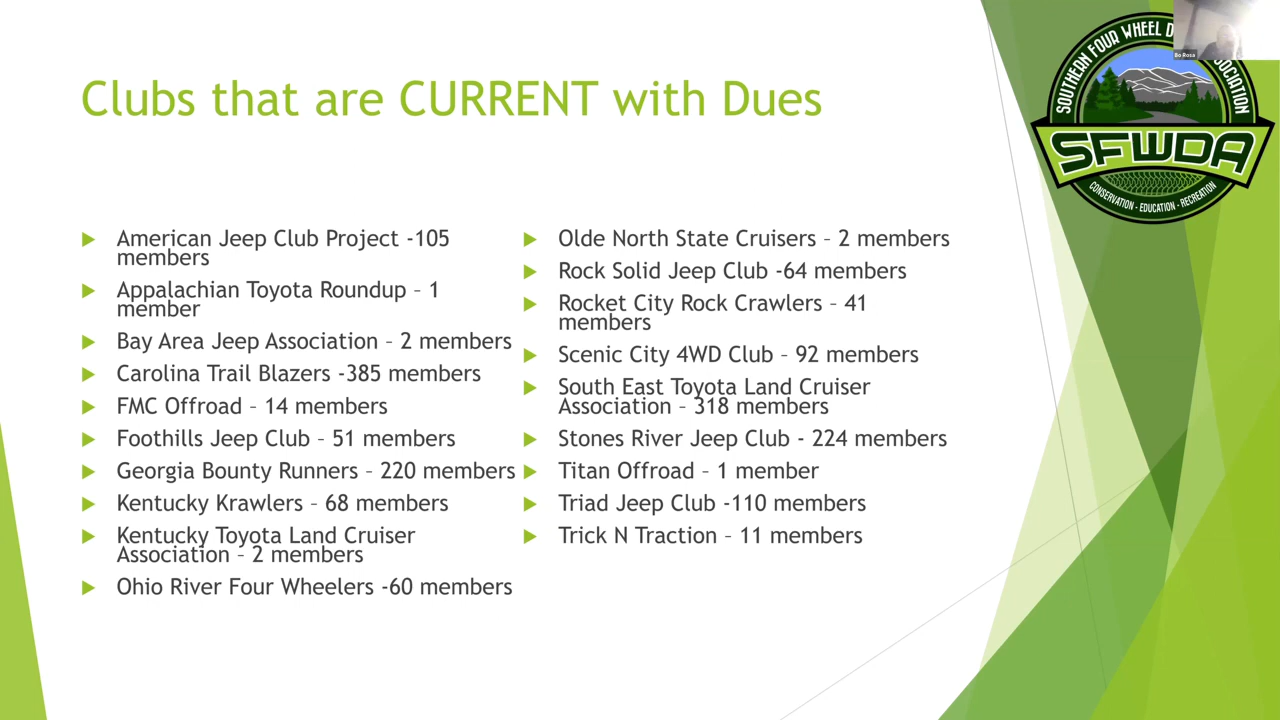 Clubs that are CURRENT with Dues
American Jeep Club Project -105
members
Appalachian Toyota Roundup – 1
member
Bay Area Jeep Association – 2 members
Carolina Trail Blazers -385 members
FMC Offroad – 14 members
Foothills Jeep Club – 51 members
Georgia Bounty Runners – 220 members
Kentucky Krawlers – 68 members
Kentucky Toyota Land Cruiser
Association – 2 members
Ohio River Four Wheelers -60 members
Olde North State Cruisers – 2 members
Rock Solid Jeep Club -64 members
Rocket City Rock Crawlers – 41
members
Scenic City 4WD Club – 92 members
South East Toyota Land Cruiser
Association – 318 members
Stones River Jeep Club - 224 members
Titan Offroad – 1 member
Triad Jeep Club -110 members
Trick N Traction – 11 members
SOUTHERN FOUR WHEEL
SFWDA
CONSERVATION - EDUCATION - RECREATION
Bo Rosa